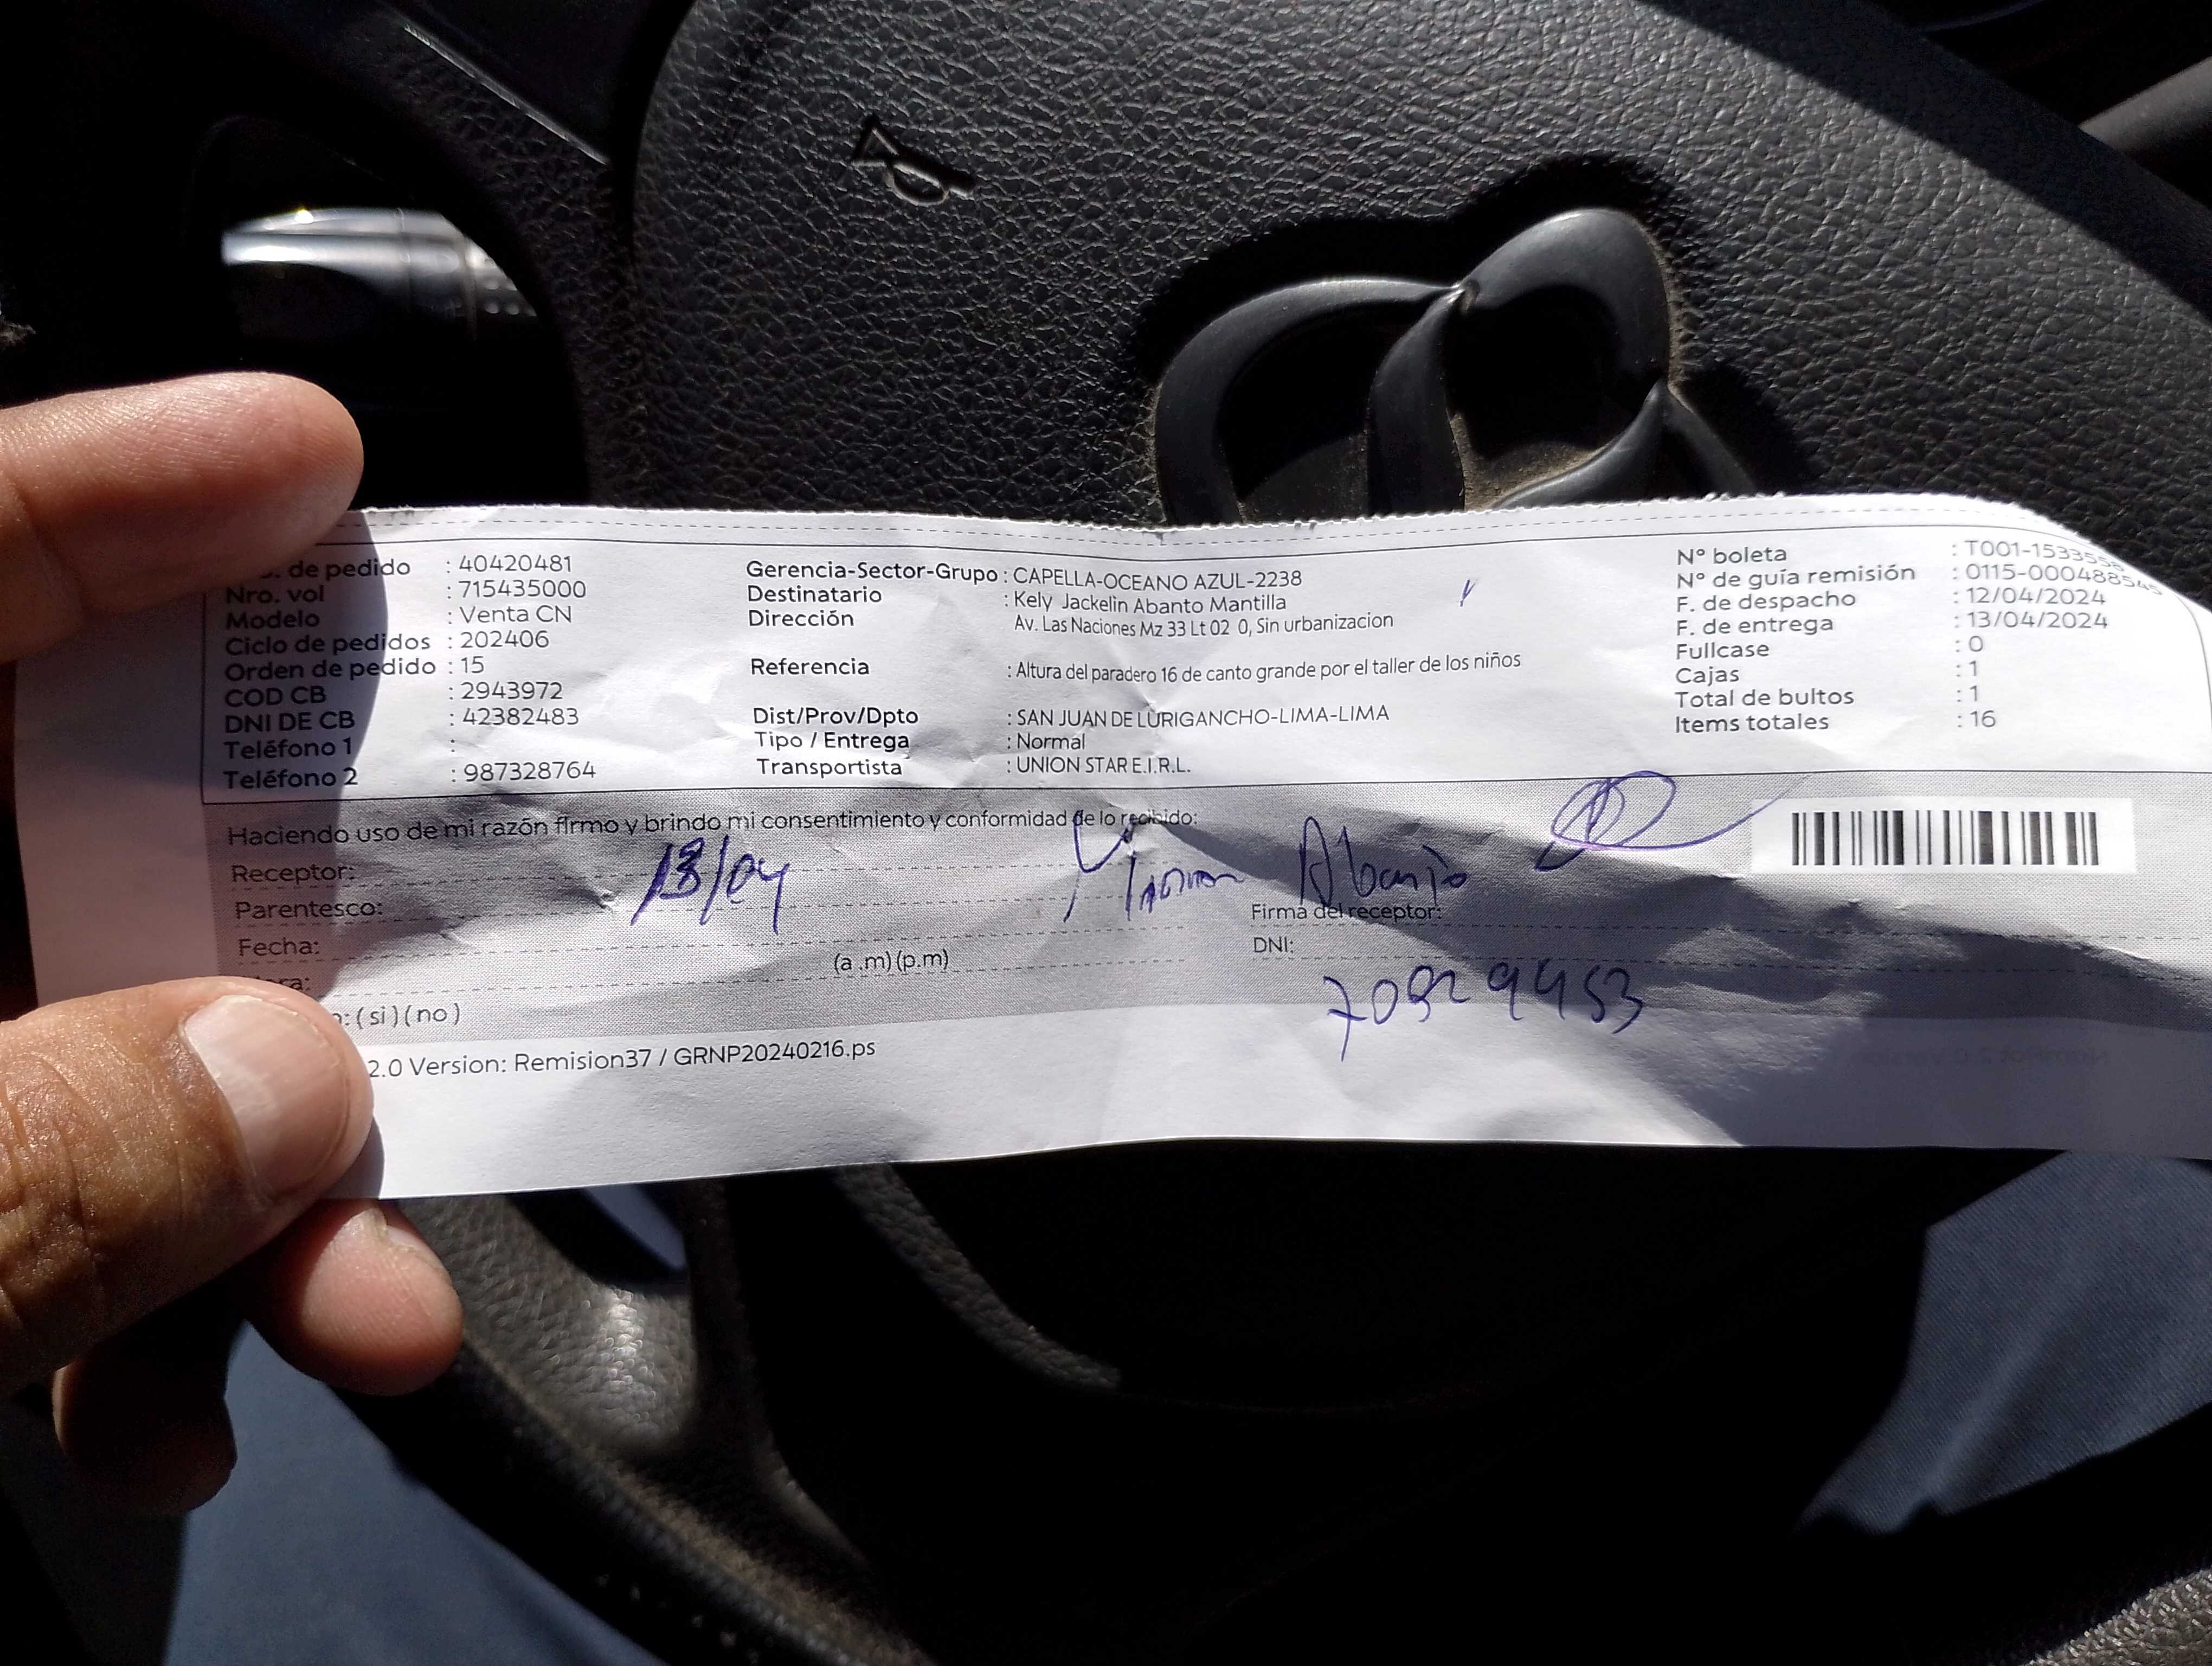 de pedido : 40420481
Nro. vol : 715435000
Modelo : Venta CN
Ciclo de pedidos : 202406
Orden de pedido : 15
COD CB : 2943972
DNI DE CB : 42382483
Teléfono 1 :
Teléfono 2 : 987328764
Gerencia-Sector-Grupo : CAPELLA-OCEANO AZUL-2238
Destinatario : Kely Jackelin Abanto Mantilla
Dirección Av. Las Naciones Mz 33 Lt 02 0, Sin urbanizacion
Referencia : Altura del paradero 16 de canto grande por el taller de los niños
Dist/Prov/Dpto : SAN JUAN DE LURIGANCHO-LIMA-LIMA
Tipo / Entrega : Normal
Transportista : UNION STAR E.I.R.L.
N° boleta :
N° de guía remisión :
F. de despacho : 12/04/2024
F. de entrega : 13/04/2024
Fullcase : 0
Cajas : 1
Total de bultos : 1
Items totales : 16
Haciendo uso de mi razón firmo y brindo mi consentimiento y conformidad de lo recibido:
Receptor:
13/04
Abanto
Parentesco:
Firma del receptor:
Fecha:
DNI:
(a .m) (p.m)
70929453
: ( si ) ( no )
2.0 Version: Remision37 / GRNP20240216.ps